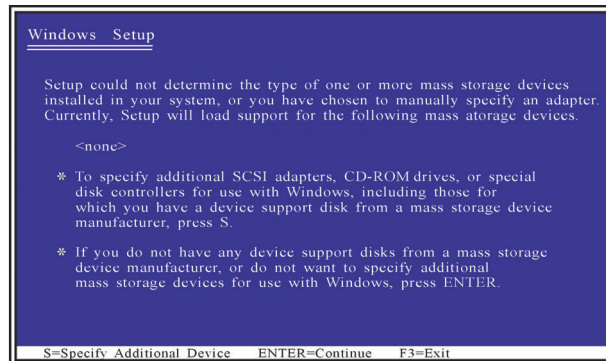 Windows Setup
Setup could not determine the type of one or more mass storage devices
installed in your system, or you have chosen to manually specify an adapter.
Currently, Setup will load support for the following mass atorage devices.
<none>
* To specify additional SCSI adapters, CD-ROM drives, or special
disk controllers for use with Windows, including those for
which you have a device support disk from a mass storage device
manufacturer, press S.
* If you do not have any device support disks from a mass storage
device manufacturer, or do not want to specify additional
mass storage devices for use with Windows, press ENTER.
S=Specify Additional Device ENTER=Continue F3=Exit